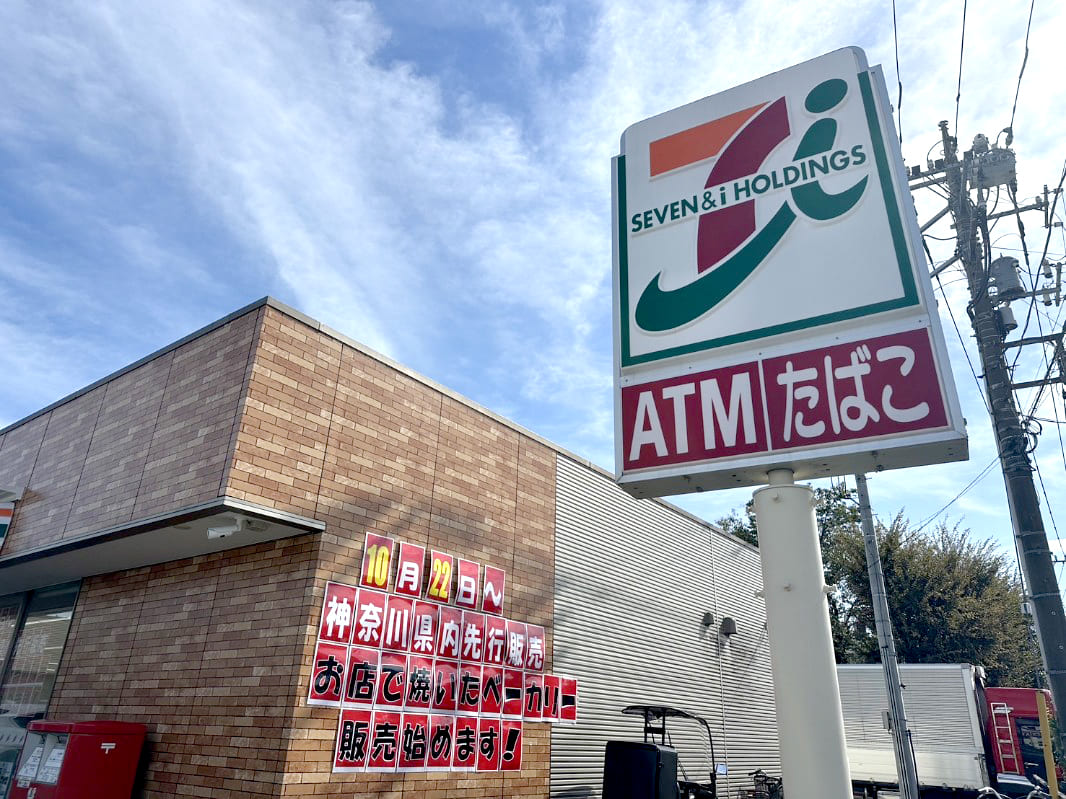 SEVEN&i HOLDINGS
ATM たばこ
10月22日〜
神奈川県内先行販売
お店で焼いたベーカリー
販売始めます!